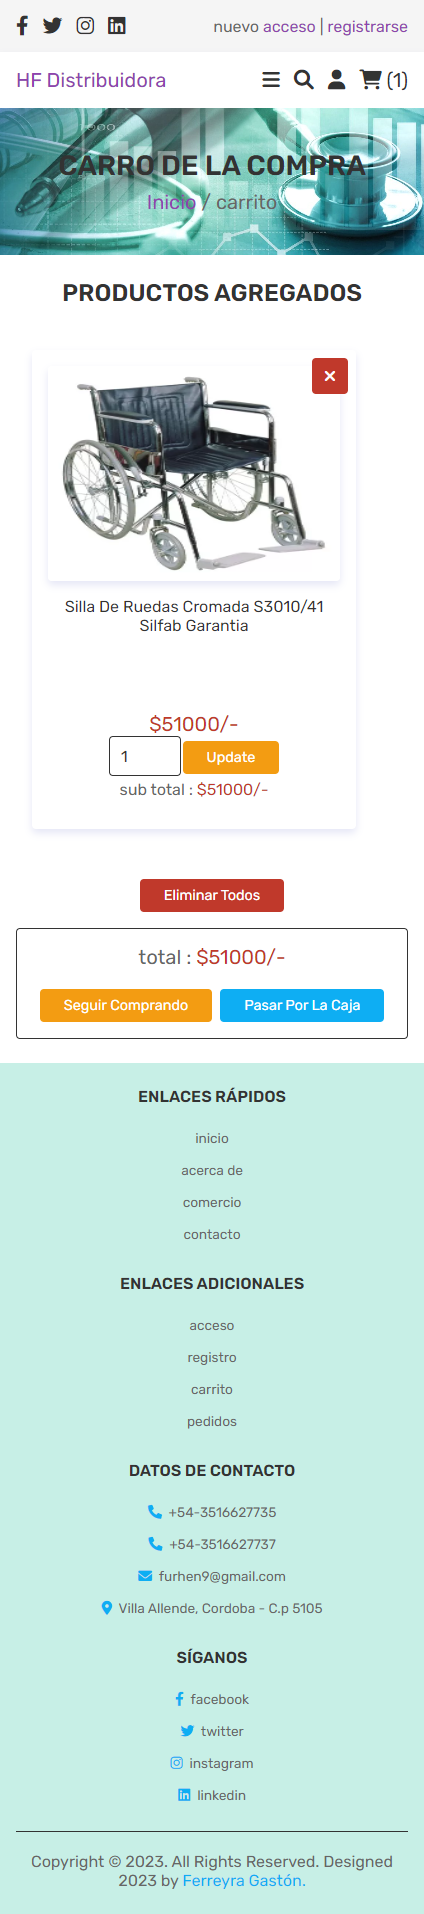 nuevo acceso | registrarse
HF Distribuidora (1)
CARRO DE LA COMPRA
Inicio / carrito
PRODUCTOS AGREGADOS
Silla De Ruedas Cromada S3010/41
Silfab Garantia
$51000/-
1 Update
sub total : $51000/-
Eliminar Todos
total : $51000/-
Seguir Comprando Pasar Por La Caja
ENLACES RÁPIDOS
inicio
acerca de
comercio
contacto
ENLACES ADICIONALES
acceso
registro
carrito
pedidos
DATOS DE CONTACTO
+54-3516627735
+54-3516627737
furhen9@gmail.com
Villa Allende, Cordoba - C.p 5105
SÍGANOS
facebook
twitter
instagram
linkedin
Copyright © 2023. All Rights Reserved. Designed
2023 by Ferreyra Gastón.